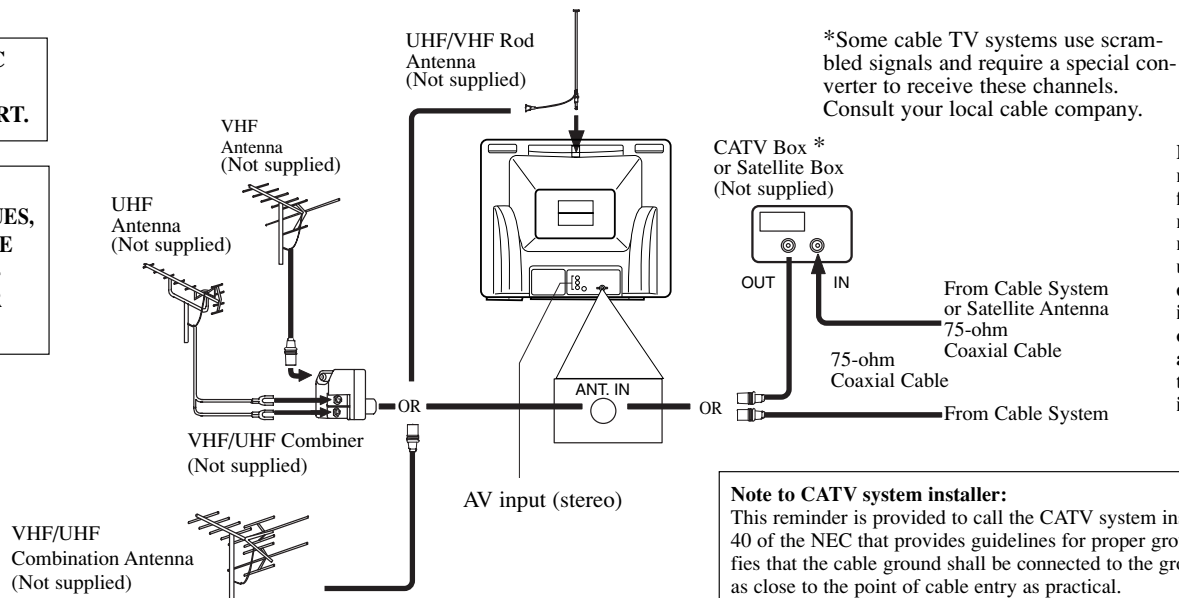 C
RT.
UES,
E
UHF/VHF Rod
Antenna
(Not supplied)
*Some cable TV systems use scram-
bled signals and require a special con-
verter to receive these channels.
Consult your local cable company.
VHF
Antenna
(Not supplied)
UHF
Antenna
(Not supplied)
CATV Box *
or Satellite Box
(Not supplied)
OUT
IN
From Cable System
or Satellite Antenna
75-ohm
Coaxial Cable
75-ohm
Coaxial Cable
ANT. IN
OR
OR
From Cable System
VHF/UHF Combiner
(Not supplied)
AV input (stereo)
VHF/UHF
Combination Antenna
(Not supplied)
Note to CATV system installer:
This reminder is provided to call the CATV system ins
40 of the NEC that provides guidelines for proper grou
fies that the cable ground shall be connected to the gro
as close to the point of cable entry as practical.